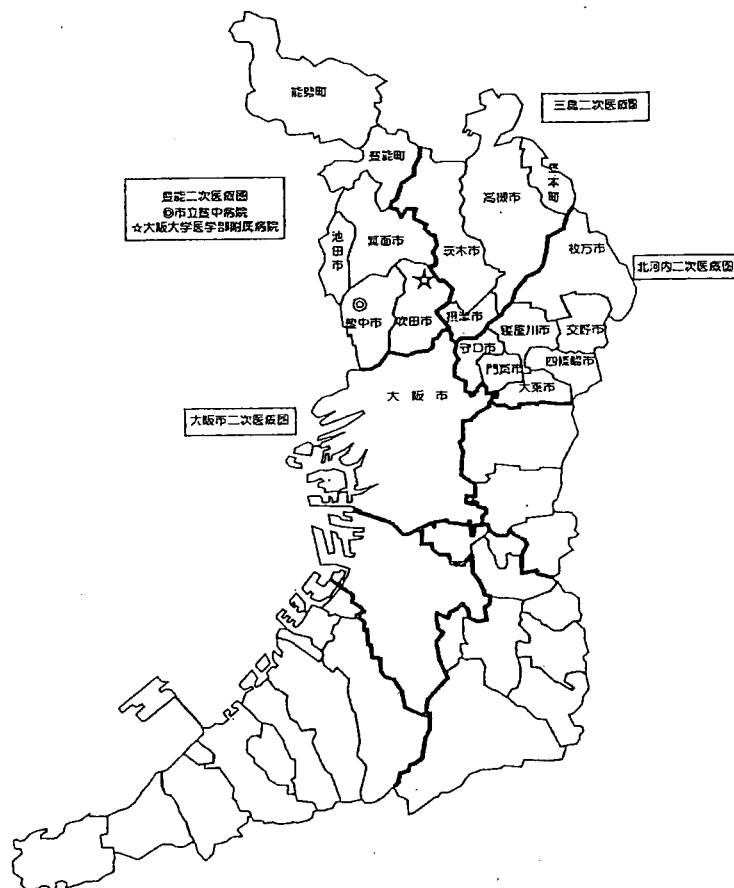 能勢町
三島二次医療圏
豊能町
島本町
高槻市
豊能二次医療圏
◎市立豊中病院
☆大阪大学医学部附属病院
池田市
箕面市
茨木市
枚方市
北河内二次医療圏
☆
◎
豊中市
吹田市
摂津市
寝屋川市
交野市
守口市
門真市
四條畷市
大東市
大阪市
大阪市二次医療圏